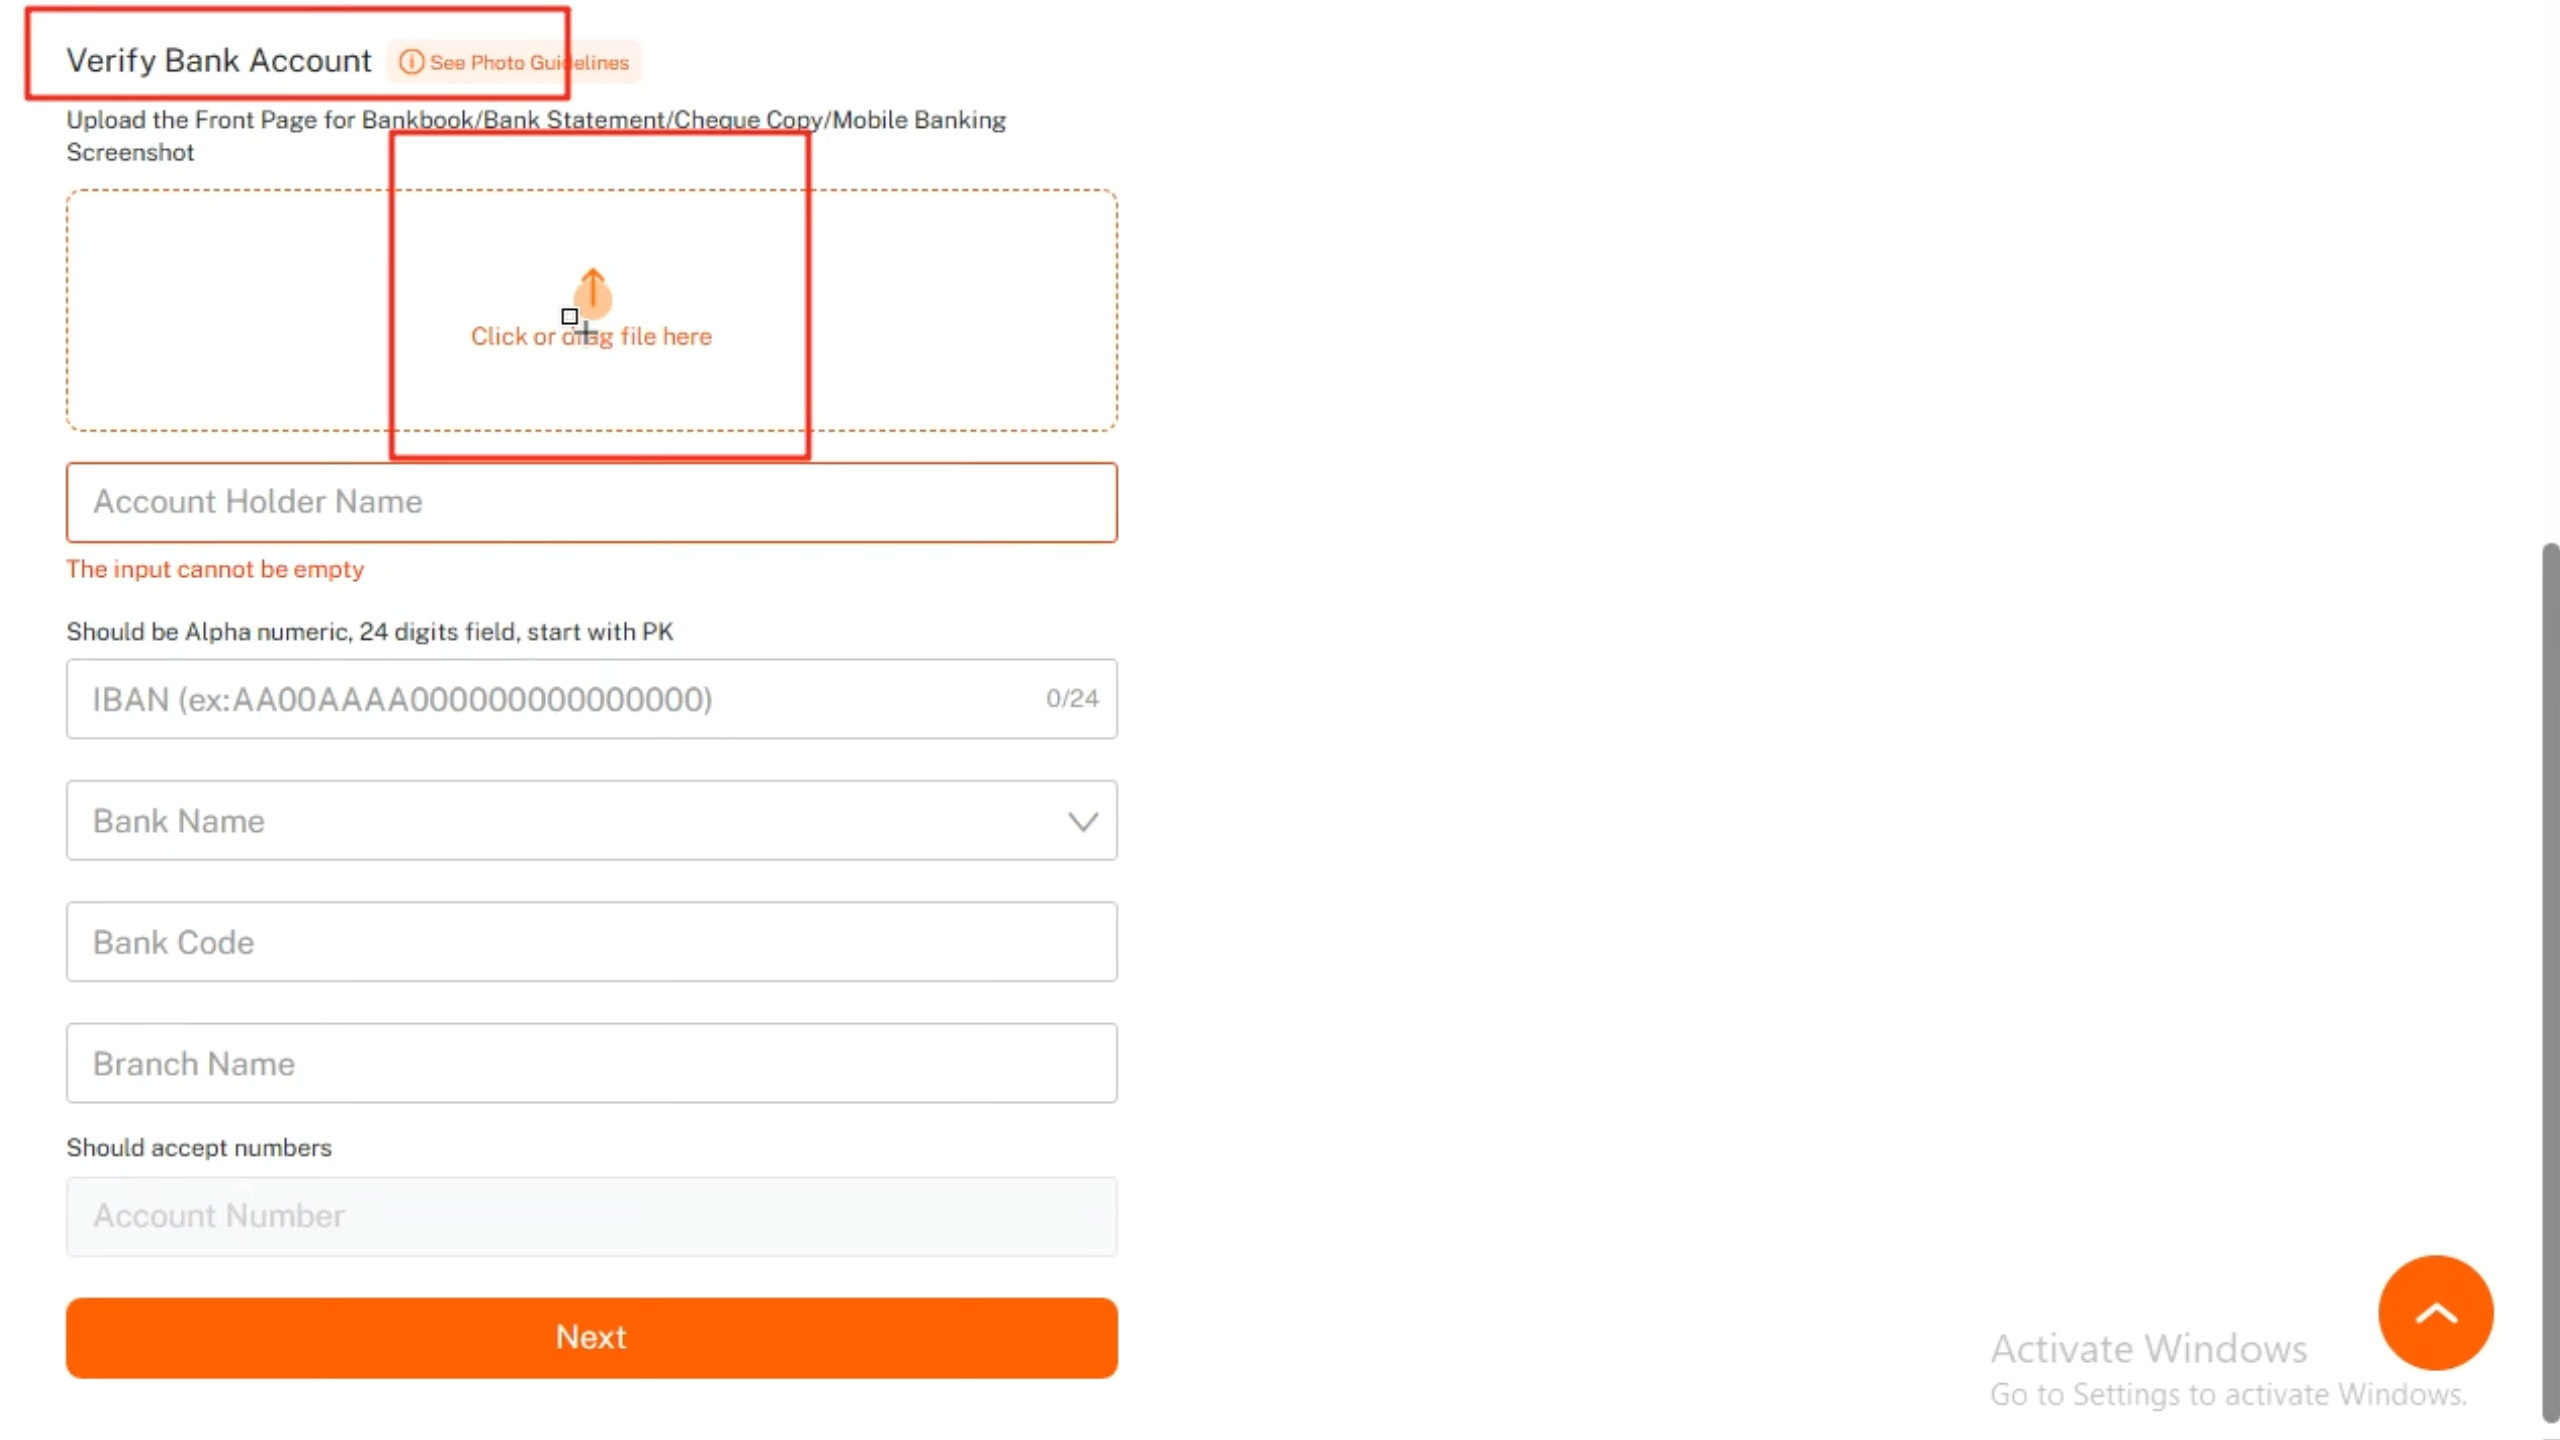 Verify Bank Account
See Photo Guidelines
Upload the Front Page for Bankbook/Bank Statement/Cheque Copy/Mobile Banking
Screenshot
Click or drag file here
Account Holder Name
The input cannot be empty
Should be Alpha numeric, 24 digits field, start with PK
IBAN (ex:AA00AAAA000000000000000) 0/24
Bank Name
Bank Code
Branch Name
Should accept numbers
Account Number
Next
Activate Windows
Go to Settings to activate Windows.